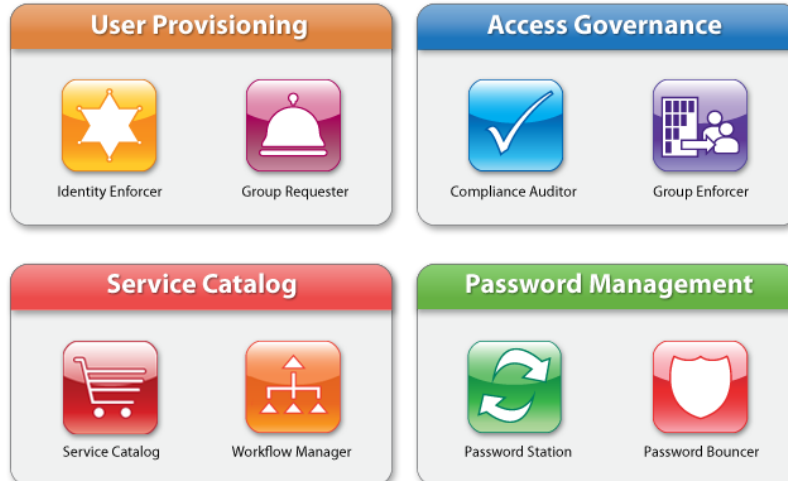 User Provisioning
Identity Enforcer
Group Requester
Access Governance
Compliance Auditor
Group Enforcer
Service Catalog
Service Catalog
Workflow Manager
Password Management
Password Station
Password Bouncer